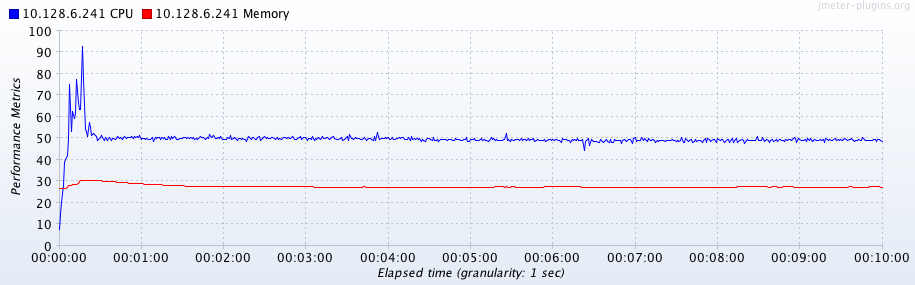 10.128.6.241 CPU 10.128.6.241 Memory
jmeter-plugins.org
100
90
80
70
60
50
40
30
20
10
0
Performance Metrics
00:00:00 00:01:00 00:02:00 00:03:00 00:04:00 00:05:00 00:06:00 00:07:00 00:08:00 00:09:00 00:10:00
Elapsed time (granularity: 1 sec)